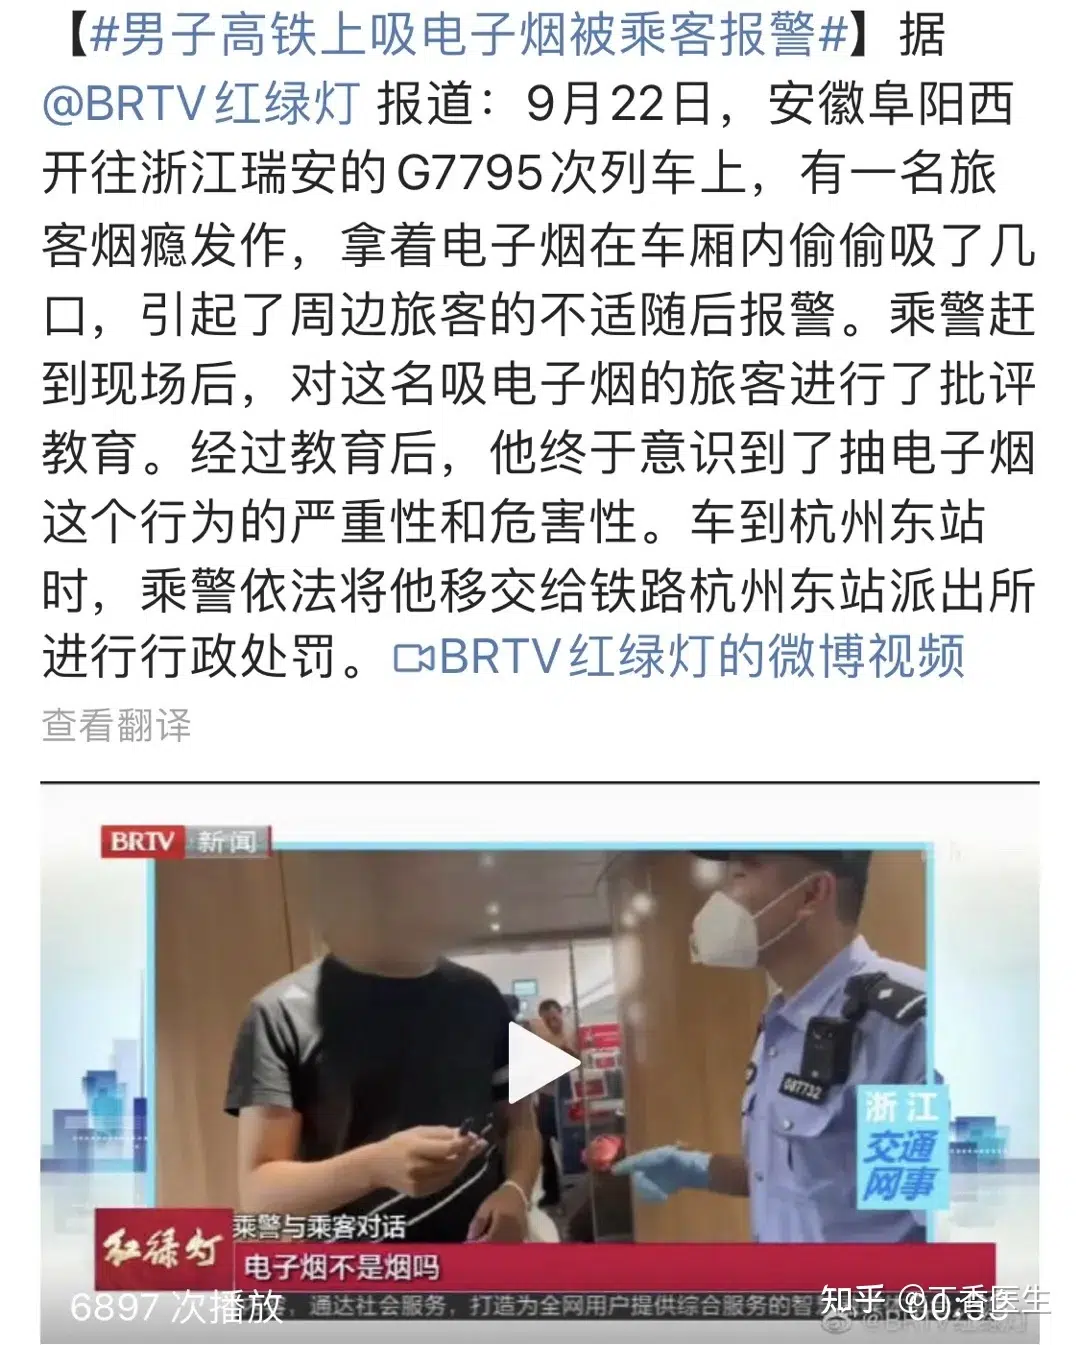 【#男子高铁上吸电子烟被乘客报警#】据
@BRTV红绿灯 报道：9月22日，安徽阜阳西
开往浙江瑞安的G7795次列车上，有一名旅
客烟瘾发作，拿着电子烟在车厢内偷偷吸了几
口，引起了周边旅客的不适随后报警。乘警赶
到现场后，对这名吸电子烟的旅客进行了批评
教育。经过教育后，他终于意识到了抽电子烟
这个行为的严重性和危害性。车到杭州东站
时，乘警依法将他移交给铁路杭州东站派出所
进行行政处罚。BRTV红绿灯的微博视频
查看翻译
BRTV 新闻
087732
浙江
交通
网事
红绿灯
乘警与乘客对话
电子烟不是烟吗
6897 次播放
，通达社会服务，打造为全网用户提供综合服务的智
知乎 @丁香医生